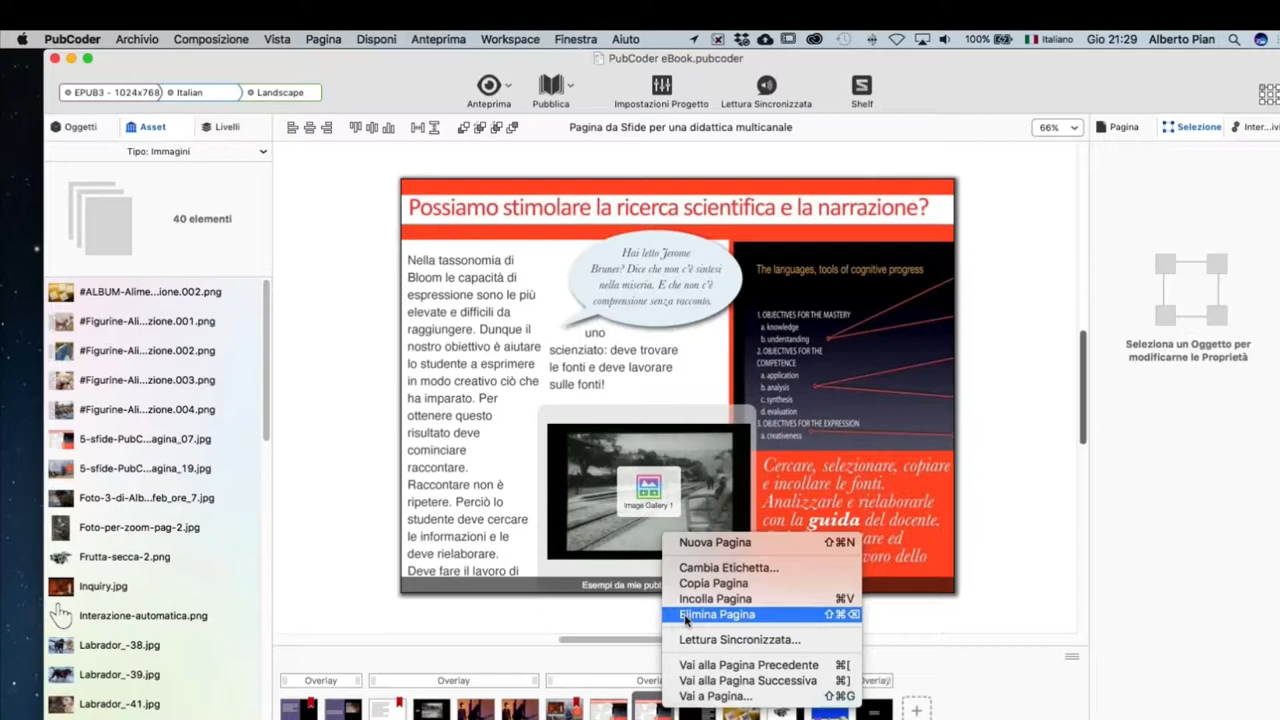 PubCoder Archivio Composizione Vista Pagina Disponi Anteprima Workspace Finestra Aiuto 100% Italiano Gio 21:29 Alberto Pian
PubCoder eBook.pubcoder
EPUB3 - 1024x768 Italian Landscape
Anteprima Pubblica Impostazioni Progetto Lettura Sincronizzata Shelf
Oggetti Asset Livelli
Pagina da Sfide per una didattica multicanale
66%
Pagina Selezione Inter...ivi
Tipo: Immagini
40 elementi
#ALBUM-Alime...ione.002.png
#Figurine-Ali...zione.001.png
#Figurine-Ali...zione.002.png
#Figurine-Ali...zione.003.png
#Figurine-Ali...zione.004.png
5-sfide-PubC...agina_07.jpg
5-sfide-PubC...agina_19.jpg
Foto-3-di-Alb...feb_ore_7.jpg
Foto-per-zoom-pag-2.jpg
Frutta-secca-2.png
Inquiry.jpg
Interazione-automatica.png
Labrador_-38.jpg
Labrador_-39.jpg
Labrador_-41.jpg
Possiamo stimolare la ricerca scientifica e la narrazione?
Nella tassonomia di
Bloom le capacità di
espressione sono le più
elevate e difficili da
raggiungere. Dunque il
nostro obiettivo è aiutare
lo studente a esprimere
in modo creativo ciò che
ha imparato. Per
ottenere questo
risultato deve
cominciare
raccontare.
Raccontare non è
ripetere. Perciò lo
studente deve cercare
le informazioni e le
deve rielaborare.
Deve fare il lavoro di
Hai letto Jerome
Bruner? Dice che non c'è sintesi
nella miseria. E che non c'è
comprensione senza racconto.
uno
scienziato: deve trovare
le fonti e deve lavorare
sulle fonti!
Image Gallery 1
Esempi da mie pubb
The languages, tools of cognitive progress
1. OBJECTIVES FOR THE MASTERY
a. knowledge
b. understanding
2. OBJECTIVES FOR THE
COMPETENCE
a. application
b. analysis
c. synthesis
d. evaluation
3. OBJECTIVES FOR THE EXPRESSION
a. creativeness
Cercare, selezionare, copiare
e incollare le fonti.
Analizzarle e rielaborarle
con la guida del docente.
ed
voro dello
Nuova Pagina ⇧⌘N
Cambia Etichetta...
Copia Pagina
Incolla Pagina ⌘V
Elimina Pagina ⇧⌘⌫
Lettura Sincronizzata...
Vai alla Pagina Precedente ⌘[
Vai alla Pagina Successiva ⌘]
Vai a Pagina... ⇧⌘G
Seleziona un Oggetto per
modificarne le Proprietà
Overlay Overlay Overla erlay